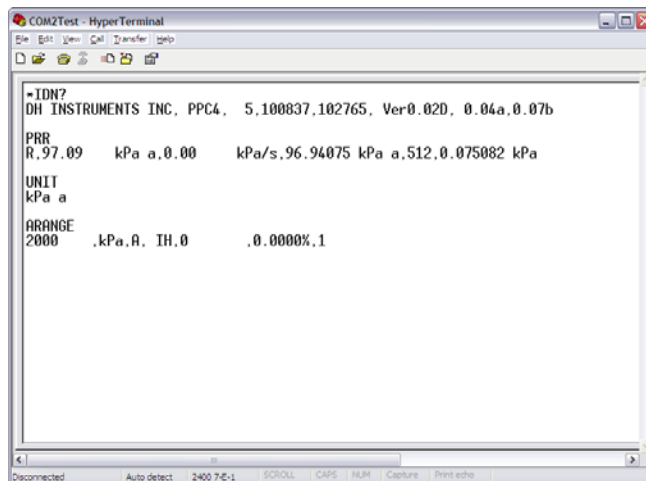 COM2Test - HyperTerminal
File Edit View Call Transfer Help
*IDN?
DH INSTRUMENTS INC, PPC4, 5,100837,102765, Ver0.02D, 0.04a,0.07b
PRR
R,97.09 kPa a,0.00 kPa/s,96.94075 kPa a,512,0.075082 kPa
UNIT
kPa a
ARANGE
2000 ,kPa,A, IH,0 ,0.0000%,1
Disconnected Auto detect 2400 7-E-1 SCROLL CAPS NUM Capture Print echo